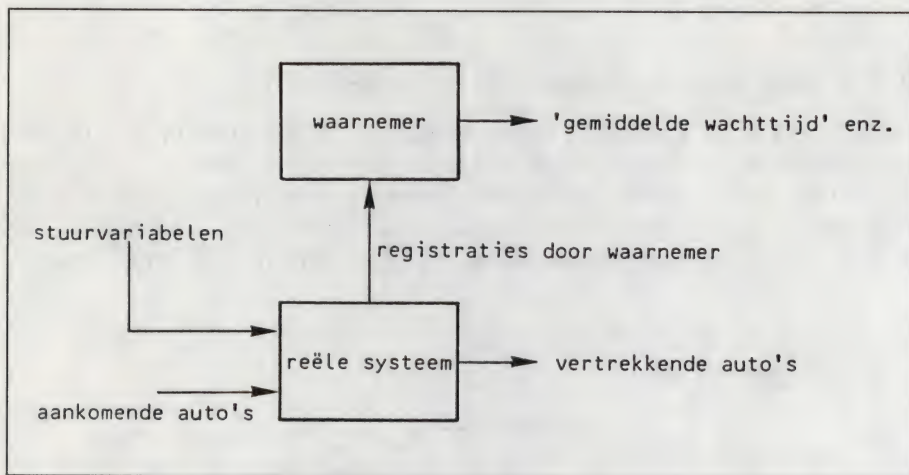 waarnemer
'gemiddelde wachttijd' enz.
stuurvariabelen
registraties door waarnemer
reële systeem
vertrekkende auto's
aankomende auto's